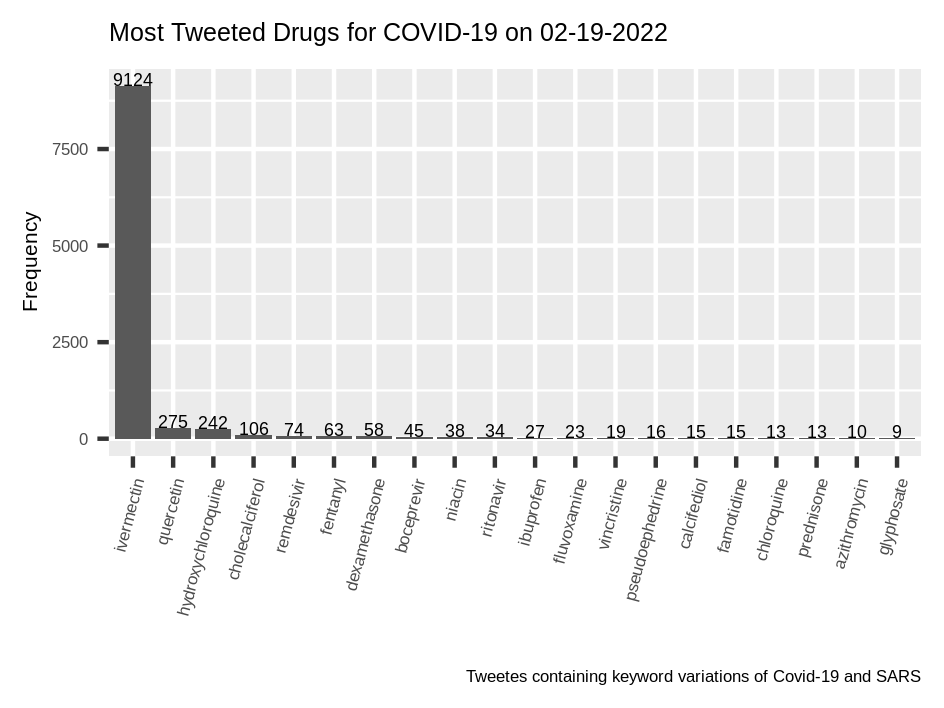 Most Tweeted Drugs for COVID-19 on 02-19-2022
Frequency
7500
5000
2500
0
9124
275
242
106
74
63
58
45
38
34
27
23
19
16
15
15
13
13
10
9
ivermectin
quercetin
hydroxychloroquine
cholecalciferol
remdesivir
fentanyl
dexamethasone
boceprevir
niacin
ritonavir
ibuprofen
fluvoxamine
vincristine
pseudoephedrine
calcifediol
famotidine
chloroquine
prednisone
azithromycin
glyphosate
Tweetes containing keyword variations of Covid-19 and SARS